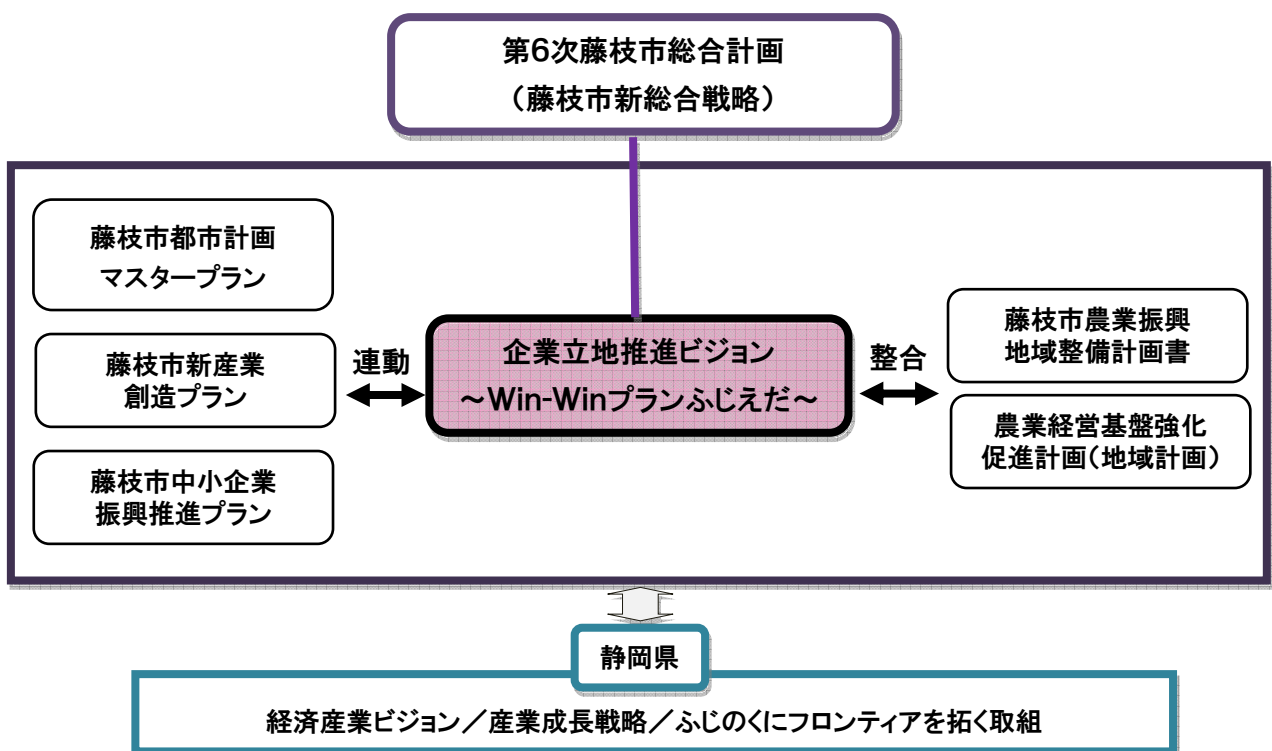 第6次藤枝市総合計画
（藤枝市新総合戦略）
藤枝市都市計画
マスタープラン
藤枝市新産業
創造プラン
藤枝市中小企業
振興推進プラン
連動
企業立地推進ビジョン
～Win-Winプランふじえだ～
整合
藤枝市農業振興
地域整備計画書
農業経営基盤強化
促進計画（地域計画）
静岡県
経済産業ビジョン／産業成長戦略／ふじのくにフロンティアを拓く取組